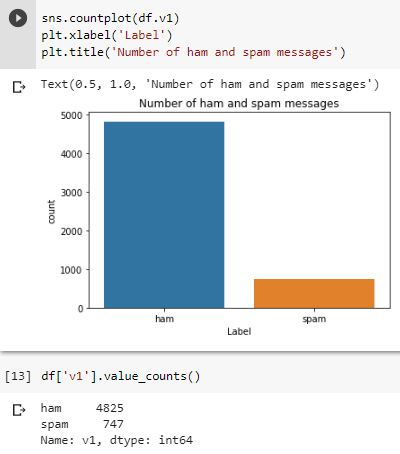 sns.countplot(df.v1)
plt.xlabel('Label')
plt.title('Number of ham and spam messages')
Text(0.5, 1.0, 'Number of ham and spam messages')
Number of ham and spam messages
5000
4000
3000
2000
1000
0
count
ham spam
Label
[13] df['v1'].value_counts()
ham 4825
spam 747
Name: v1, dtype: int64